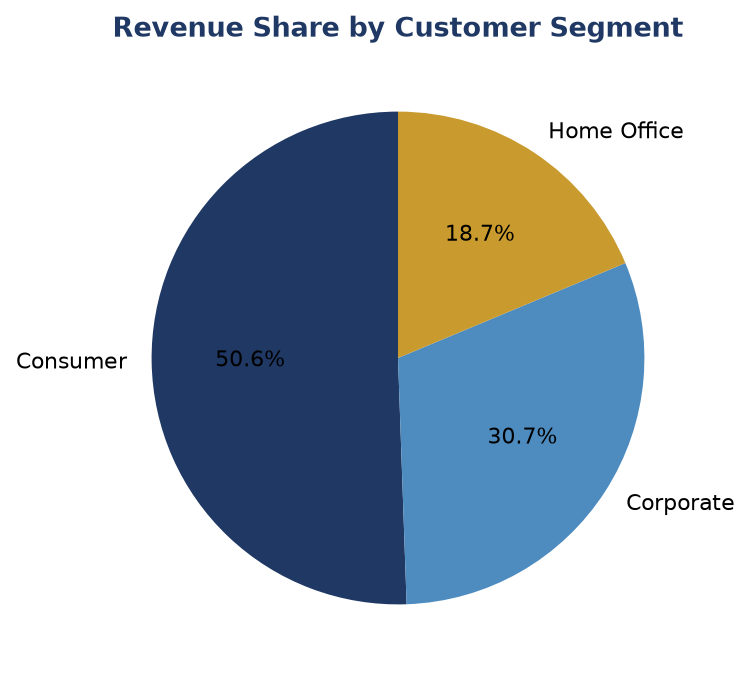 Revenue Share by Customer Segment
Home Office
18.7%
Consumer
50.6%
30.7%
Corporate